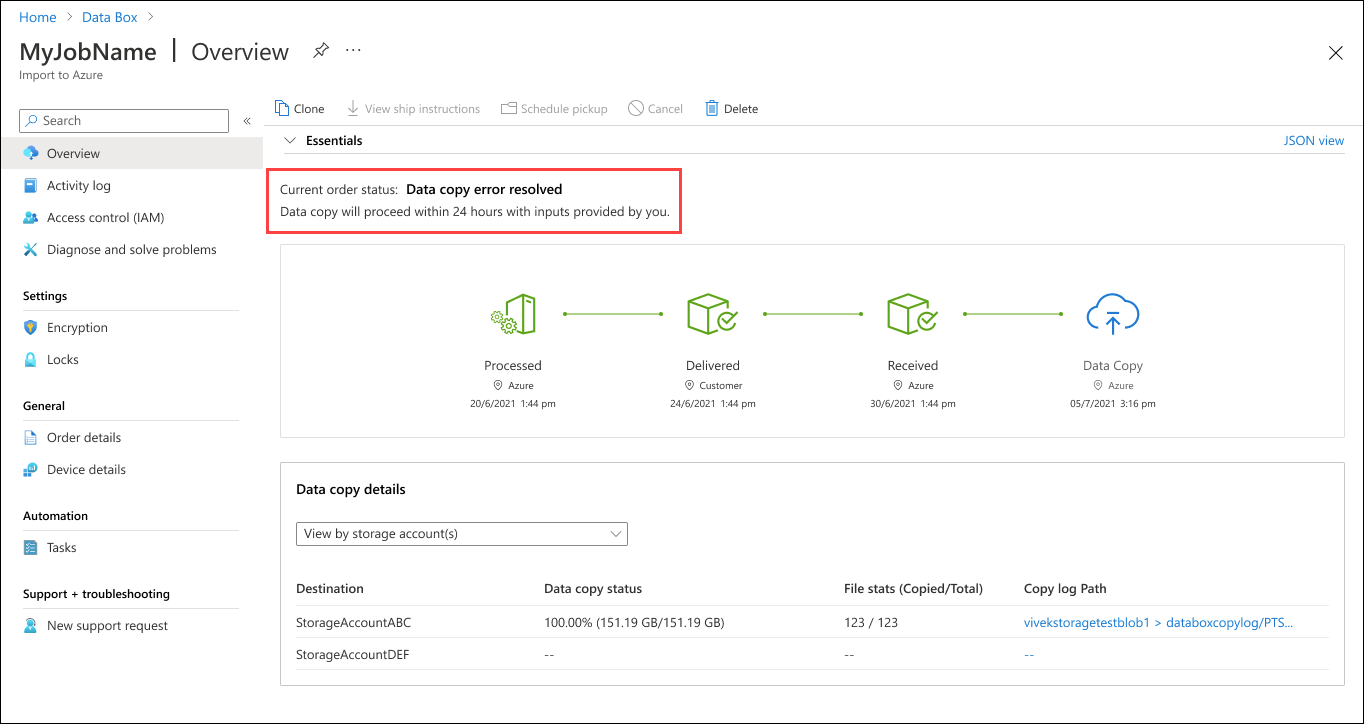 Home > Data Box >
MyJobName | Overview ...
Import to Azure
Search «
Clone View ship instructions Schedule pickup Cancel Delete
Essentials JSON view
Overview
Activity log
Access control (IAM)
Diagnose and solve problems
Settings
Encryption
Locks
General
Order details
Device details
Automation
Tasks
Support + troubleshooting
New support request
Current order status: Data copy error resolved
Data copy will proceed within 24 hours with inputs provided by you.
Processed Delivered Received Data Copy
Azure Customer Azure Azure
20/6/2021 1:44 pm 24/6/2021 1:44 pm 30/6/2021 1:44 pm 05/7/2021 3:16 pm
Data copy details
View by storage account(s)
Destination Data copy status File stats (Copied/Total) Copy log Path
StorageAccountABC 100.00% (151.19 GB/151.19 GB) 123 / 123 vivekstoragetestblob1 > databoxcopylog/PTS...
StorageAccountDEF -- -- --